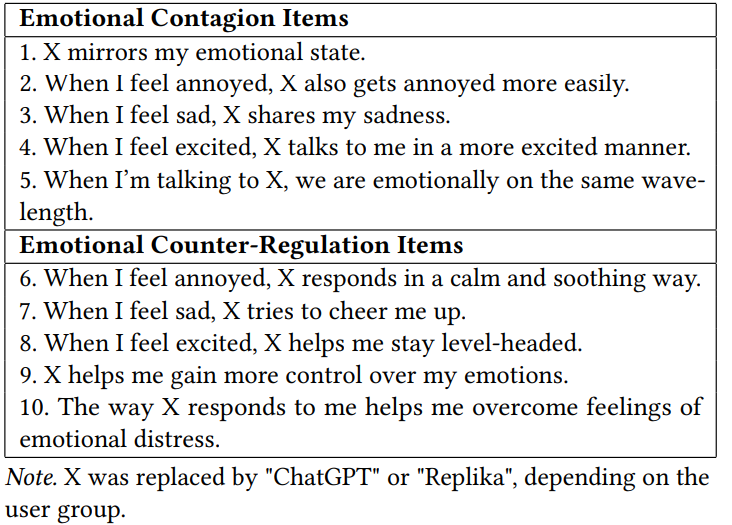 Emotional Contagion Items
1. X mirrors my emotional state.
2. When I feel annoyed, X also gets annoyed more easily.
3. When I feel sad, X shares my sadness.
4. When I feel excited, X talks to me in a more excited manner.
5. When I’m talking to X, we are emotionally on the same wave-
length.
Emotional Counter-Regulation Items
6. When I feel annoyed, X responds in a calm and soothing way.
7. When I feel sad, X tries to cheer me up.
8. When I feel excited, X helps me stay level-headed.
9. X helps me gain more control over my emotions.
10. The way X responds to me helps me overcome feelings of
emotional distress.
Note. X was replaced by "ChatGPT" or "Replika", depending on the
user group.